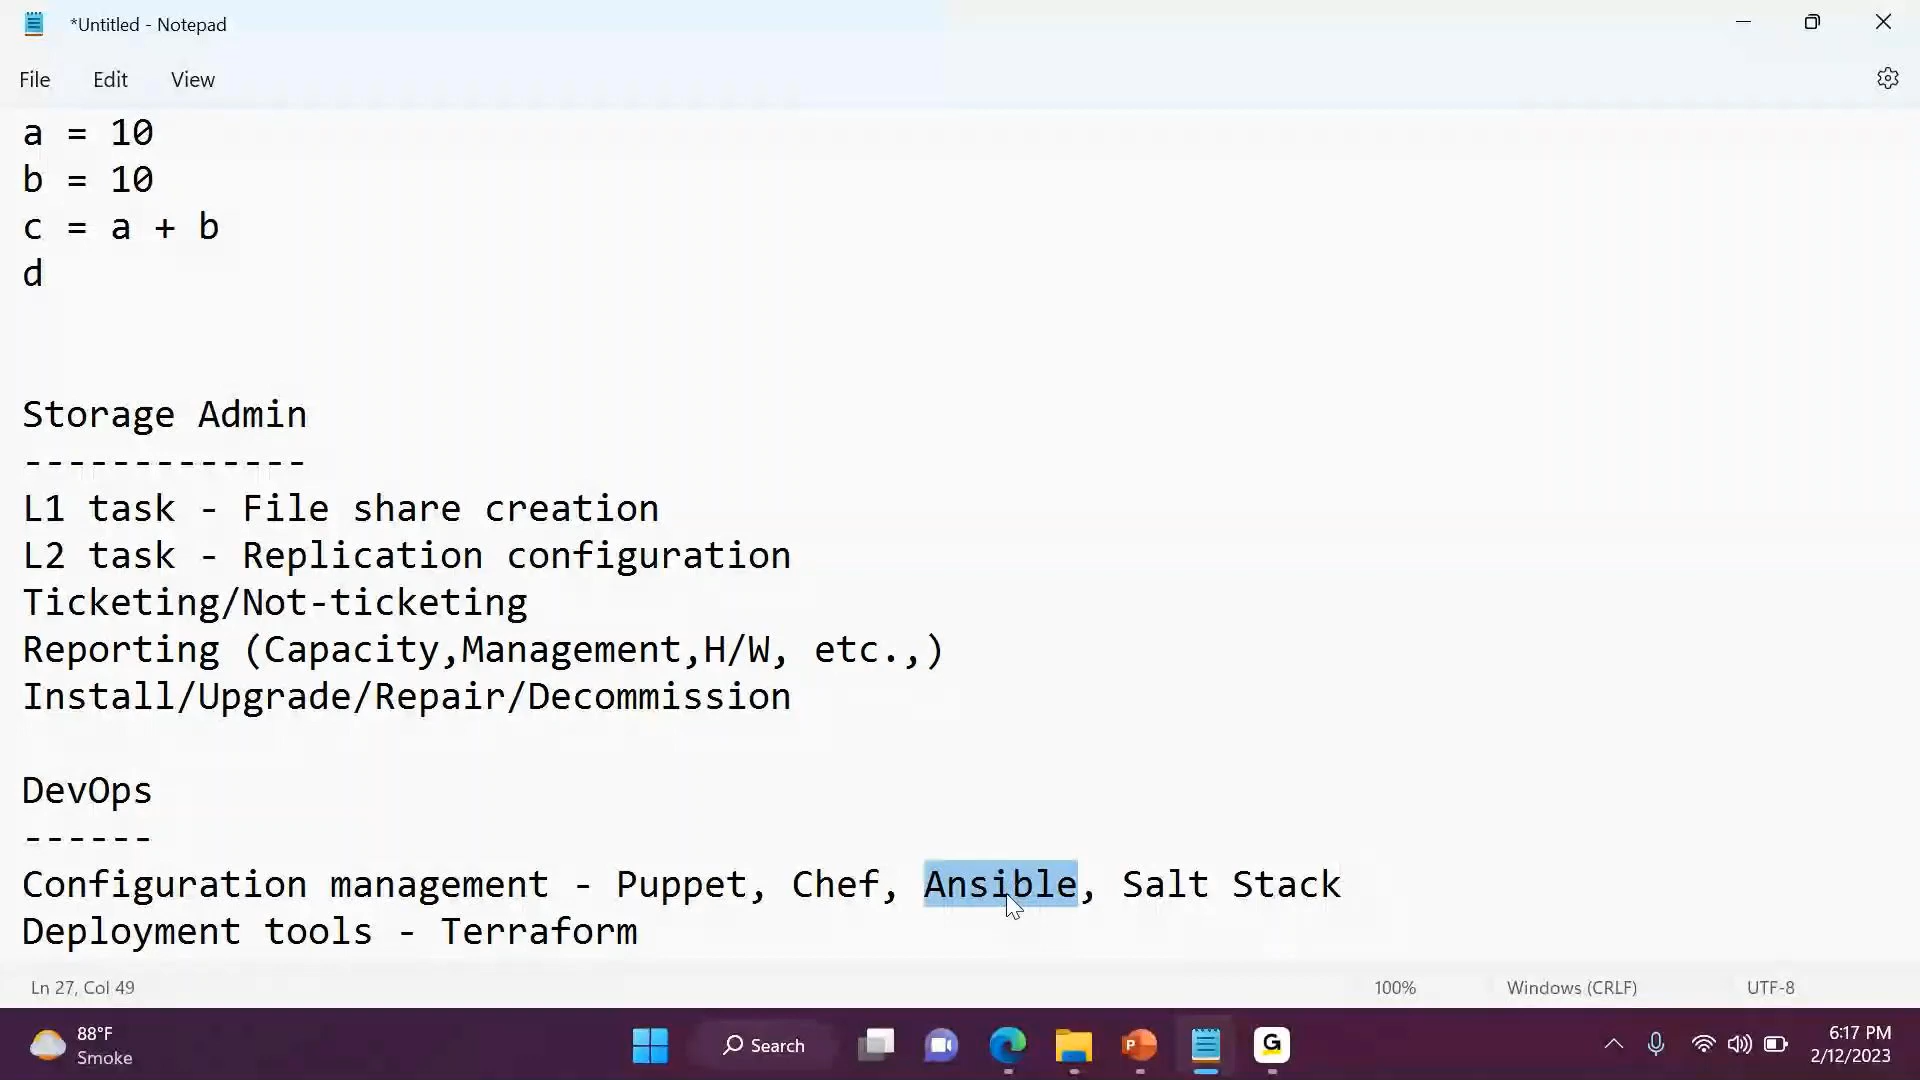 *Untitled - Notepad
File Edit View
a = 10
b = 10
c = a + b
d
Storage Admin
-------------
L1 task - File share creation
L2 task - Replication configuration
Ticketing/Not-ticketing
Reporting (Capacity,Management,H/W, etc.,)
Install/Upgrade/Repair/Decommission
DevOps
------
Configuration management - Puppet, Chef, Ansible, Salt Stack
Deployment tools - Terraform
Ln 27, Col 49 100% Windows (CRLF) UTF-8
88°F
Smoke
Search
P
G
6:17 PM
2/12/2023